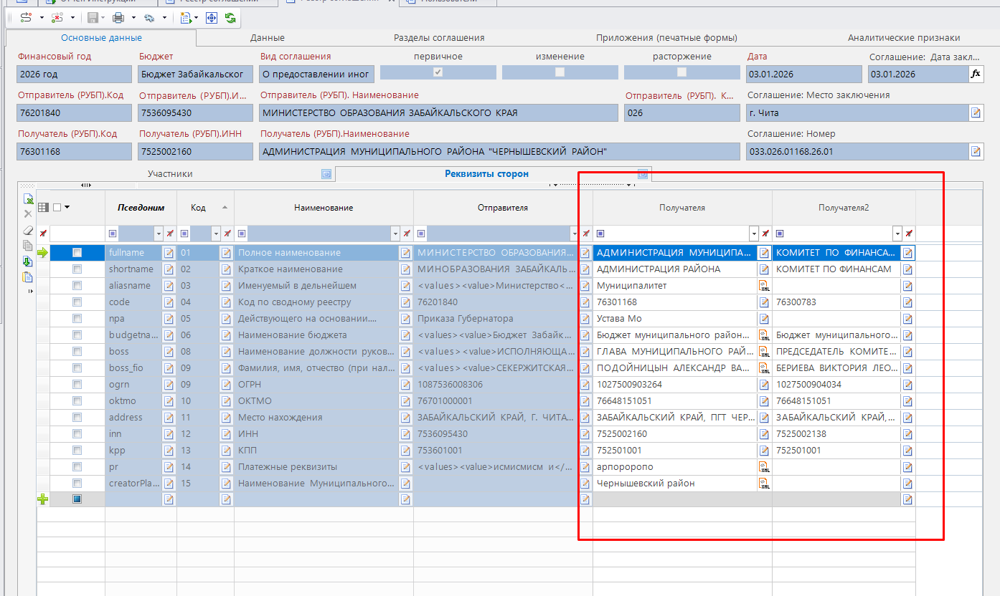 Основные данные	Данные	Разделы соглашения	Приложения (печатные формы)	Аналитические признаки
Финансовый год	Бюджет	Вид соглашения	первичное	изменение	расторжение	Дата	Соглашение: Дата закл...
2026 год	Бюджет Забайкальског	О предоставлении иног	03.01.2026	03.01.2026	fx
Отправитель (РУБП).Код	Отправитель (РУБП).И...	Отправитель (РУБП). Наименование	Отправитель (РУБП). К...	Соглашение: Место заключения
76201840	7536095430	МИНИСТЕРСТВО ОБРАЗОВАНИЯ ЗАБАЙКАЛЬСКОГО КРАЯ	026	г. Чита
Получатель (РУБП).Код	Получатель (РУБП).ИНН	Получатель (РУБП).Наименование	Соглашение: Номер
76301168	7525002160	АДМИНИСТРАЦИЯ МУНИЦИПАЛЬНОГО РАЙОНА "ЧЕРНЫШЕВСКИЙ РАЙОН"	033.026.01168.26.01
Участники	Реквизиты сторон
Псевдоним	Код	Наименование	Отправителя	Получателя	Получателя2
fullname	01	Полное наименование	МИНИСТЕРСТВО ОБРАЗОВАНИЯ...	АДМИНИСТРАЦИЯ МУНИЦИПА...	КОМИТЕТ ПО ФИНАНСА...
shortname	02	Краткое наименование	МИНОБРАЗОВАНИЯ ЗАБАЙКАЛЬ...	АДМИНИСТРАЦИЯ РАЙОНА	КОМИТЕТ ПО ФИНАНСАМ
aliasname	03	Именуемый в дальнейшем	<values><value>Министерство<...	Муниципалитет
code	04	Код по сводному реестру	76201840	76301168	76300783
npa	05	Действующего на основании....	Приказа Губернатора	Устава Мо
budgetna...	06	Наименование бюджета	<values><value>Бюджет Забайк...	Бюджет муниципального район...	Бюджет муниципального...
boss	08	Наименование должности руков...	<values><value>ИСПОЛНЯЮЩА...	ГЛАВА МУНИЦИПАЛЬНОГО РАЙ...	ПРЕДСЕДАТЕЛЬ КОМИТЕ...
boss_fio	09	Фамилия, имя, отчество (при нал...	<values><value>СЕКЕРЖИТСКАЯ...	ПОДОЙНИЦЫН АЛЕКСАНДР ВА...	БЕРИЕВА ВИКТОРИЯ ЛЕО...
ogrn	09	ОГРН	1087536008306	1027500903264	1027500904034
oktmo	10	ОКТМО	76701000001	76648151051	76648151051
address	11	Место нахождения	ЗАБАЙКАЛЬСКИЙ КРАЙ, Г. ЧИТА...	ЗАБАЙКАЛЬСКИЙ КРАЙ, ПГТ ЧЕР...	ЗАБАЙКАЛЬСКИЙ КРАЙ,...
inn	12	ИНН	7536095430	7525002160	7525002138
kpp	13	КПП	753601001	752501001	752501001
pr	14	Платежные реквизиты	<values><value>исмисмисм и</...	арпороропо
creatorPla...	15	Наименование Муниципального...	Чернышевский район